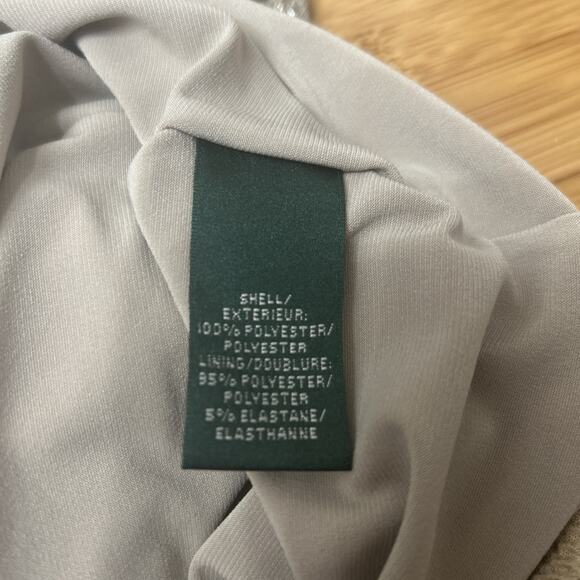 SHELL/
EXTERIEUR:
100% POLYESTER/
POLYESTER
LINING/DOUBLURE:
95% POLYESTER/
POLYESTER
5% ELASTANE/
ELASTHANNE